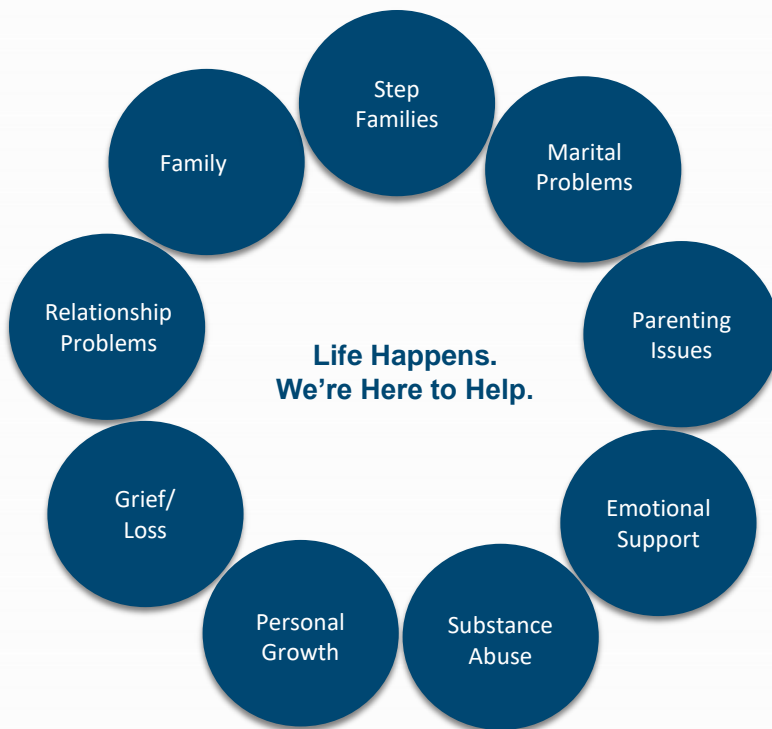 Step
Families
Marital
Problems
Parenting
Issues
Emotional
Support
Substance
Abuse
Personal
Growth
Grief/
Loss
Relationship
Problems
Family
Life Happens.
We’re Here to Help.